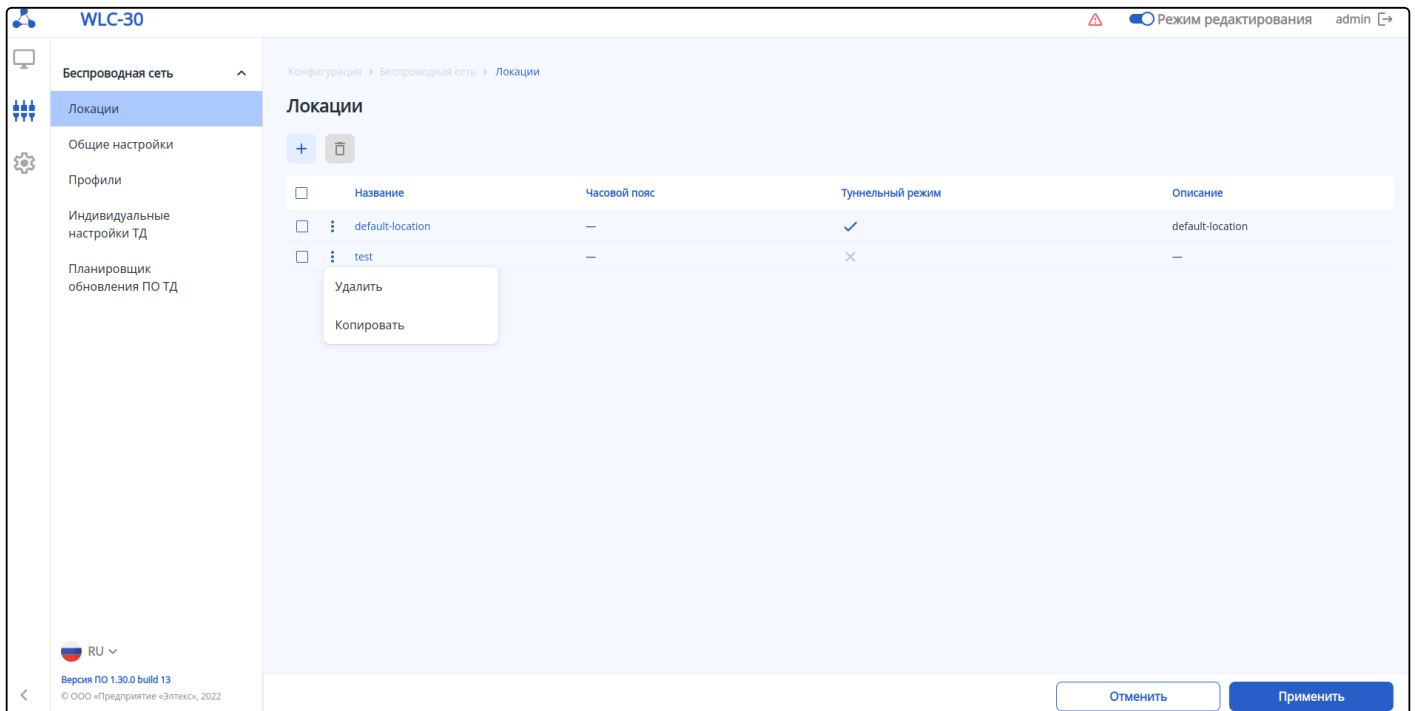 WLC-30
Режим редактирования
admin
Беспроводная сеть
Локации
Общие настройки
Профили
Индивидуальные
настройки ТД
Планировщик
обновления ПО ТД
Конфигурация > Беспроводная сеть > Локации
Локации
+
Название Часовой пояс Туннельный режим Описание
default-location — default-location
test — —
Удалить
Копировать
RU
Версия ПО 1.30.0 build 13
© ООО «Предприятие «Элтекс», 2022
Отменить
Применить